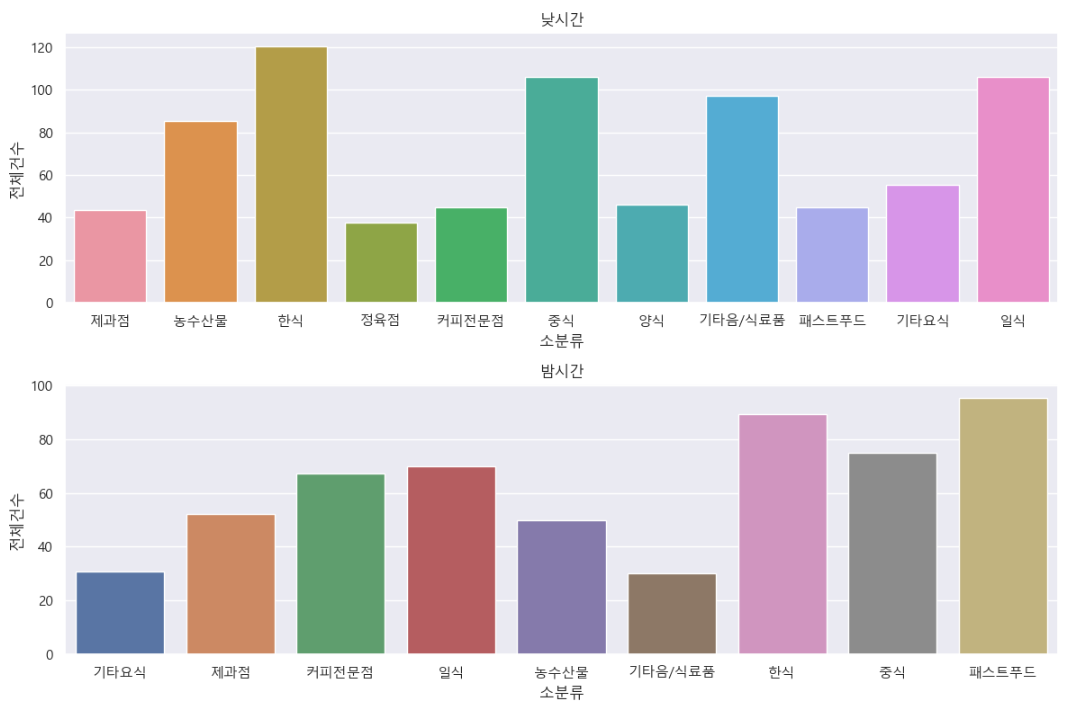 낮시간
전체건수
120
100
80
60
40
20
0
제과점 농수산물 한식 정육점 커피전문점 중식 양식 기타음/식료품 패스트푸드 기타요식 일식
소분류
밤시간
전체건수
100
80
60
40
20
0
기타요식 제과점 커피전문점 일식 농수산물 기타음/식료품 한식 중식 패스트푸드
소분류